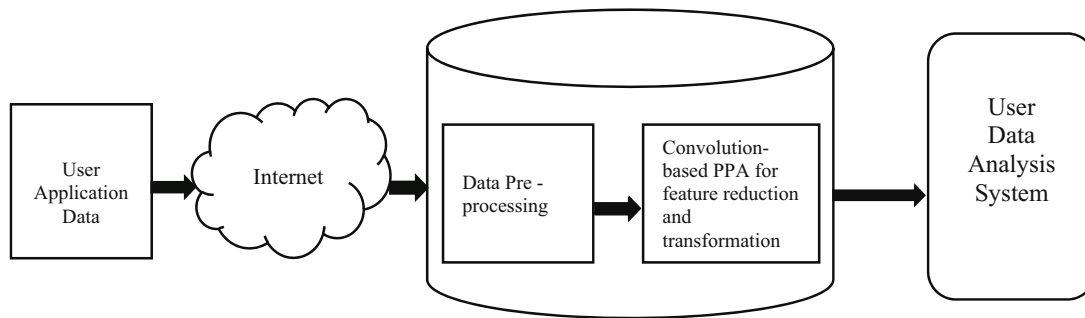 User
Application
Data
Internet
Data Pre -
processing
Convolution-
based PPA for
feature reduction
and
transformation
User
Data
Analysis
System